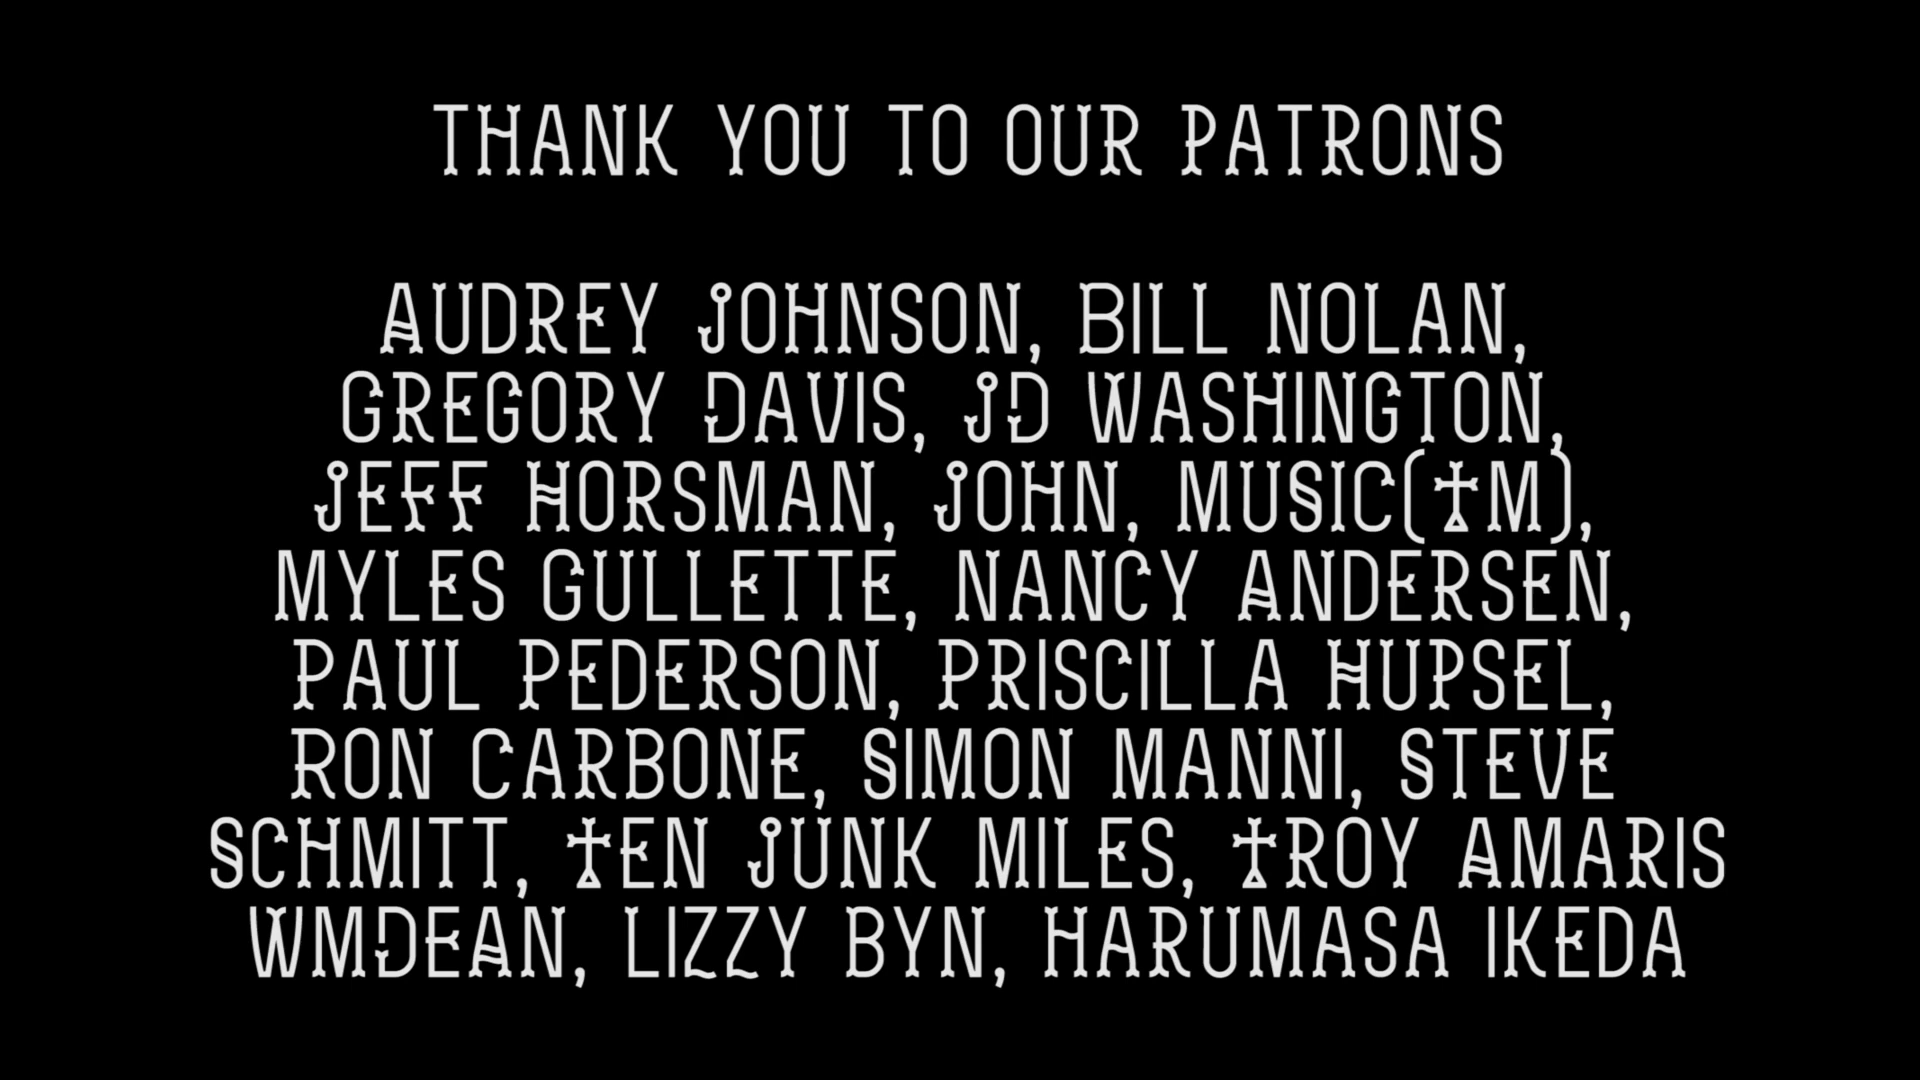 THANK YOU TO OUR PATRONS
AUDREY JOHNSON, BILL NOLAN,
GREGORY DAVIS, JD WASHINGTON,
JEFF HORSMAN, JOHN, MUSIC(TM),
MYLES GULLETTE, NANCY ANDERSEN,
PAUL PEDERSON, PRISCILLA HUPSEL,
RON CARBONE, SIMON MANNI, STEVE
SCHMITT, TEN JUNK MILES, TROY AMARIS
WMDEAN, LIZZY BYN, HARUMASA IKEDA